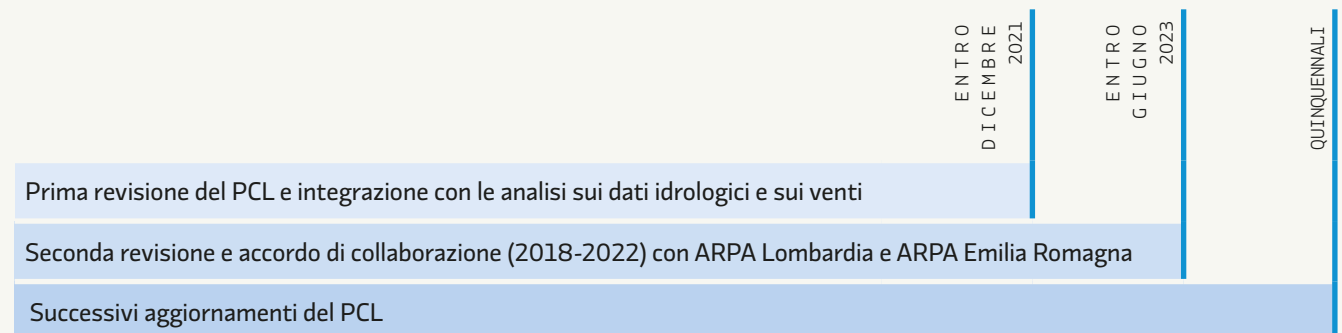 ENTRO
DICEMBRE
2021
ENTRO
GIUGNO
2023
QUINQUENNALI
Prima revisione del PCL e integrazione con le analisi sui dati idrologici e sui venti
Seconda revisione e accordo di collaborazione (2018-2022) con ARPA Lombardia e ARPA Emilia Romagna
Successivi aggiornamenti del PCL